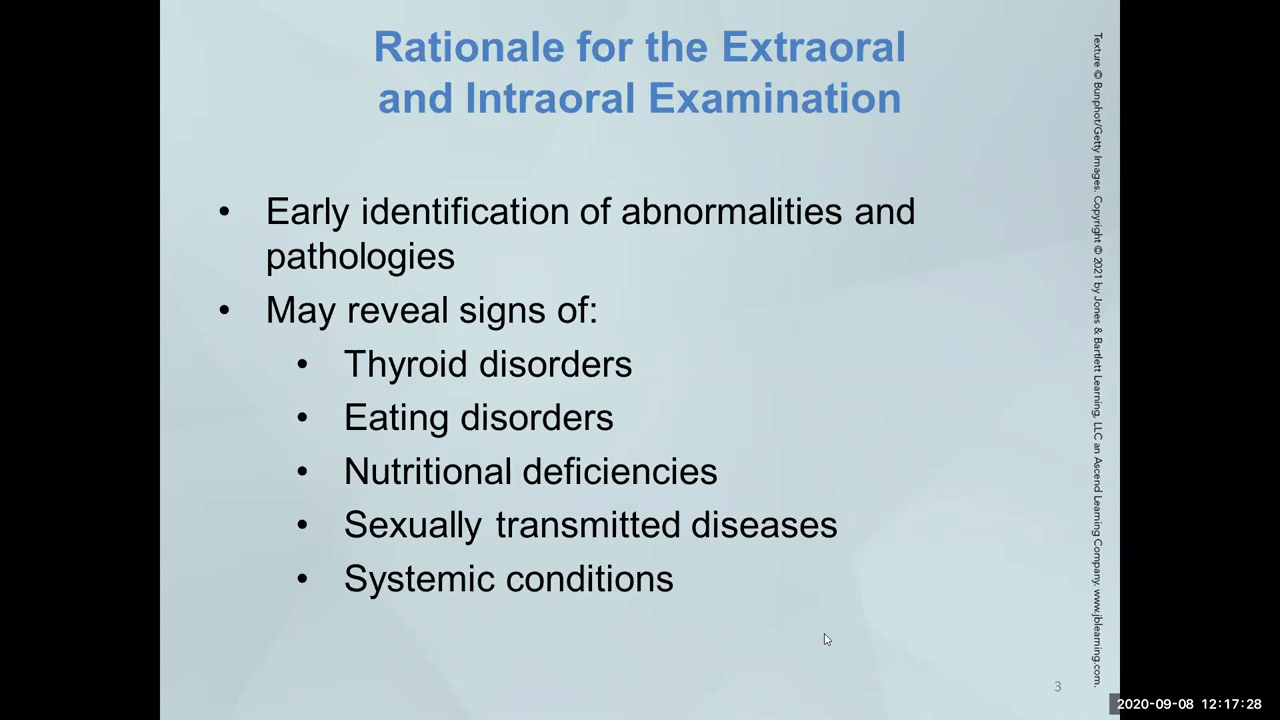 Rationale for the Extraoral
and Intraoral Examination
• Early identification of abnormalities and
pathologies
• May reveal signs of:
• Thyroid disorders
• Eating disorders
• Nutritional deficiencies
• Sexually transmitted diseases
• Systemic conditions
Texture © Bunphot/Getty Images. Copyright © 2021 by Jones & Bartlett Learning, LLC an Ascend Learning Company. www.jblearning.com.
3
2020-09-08 12:17:28